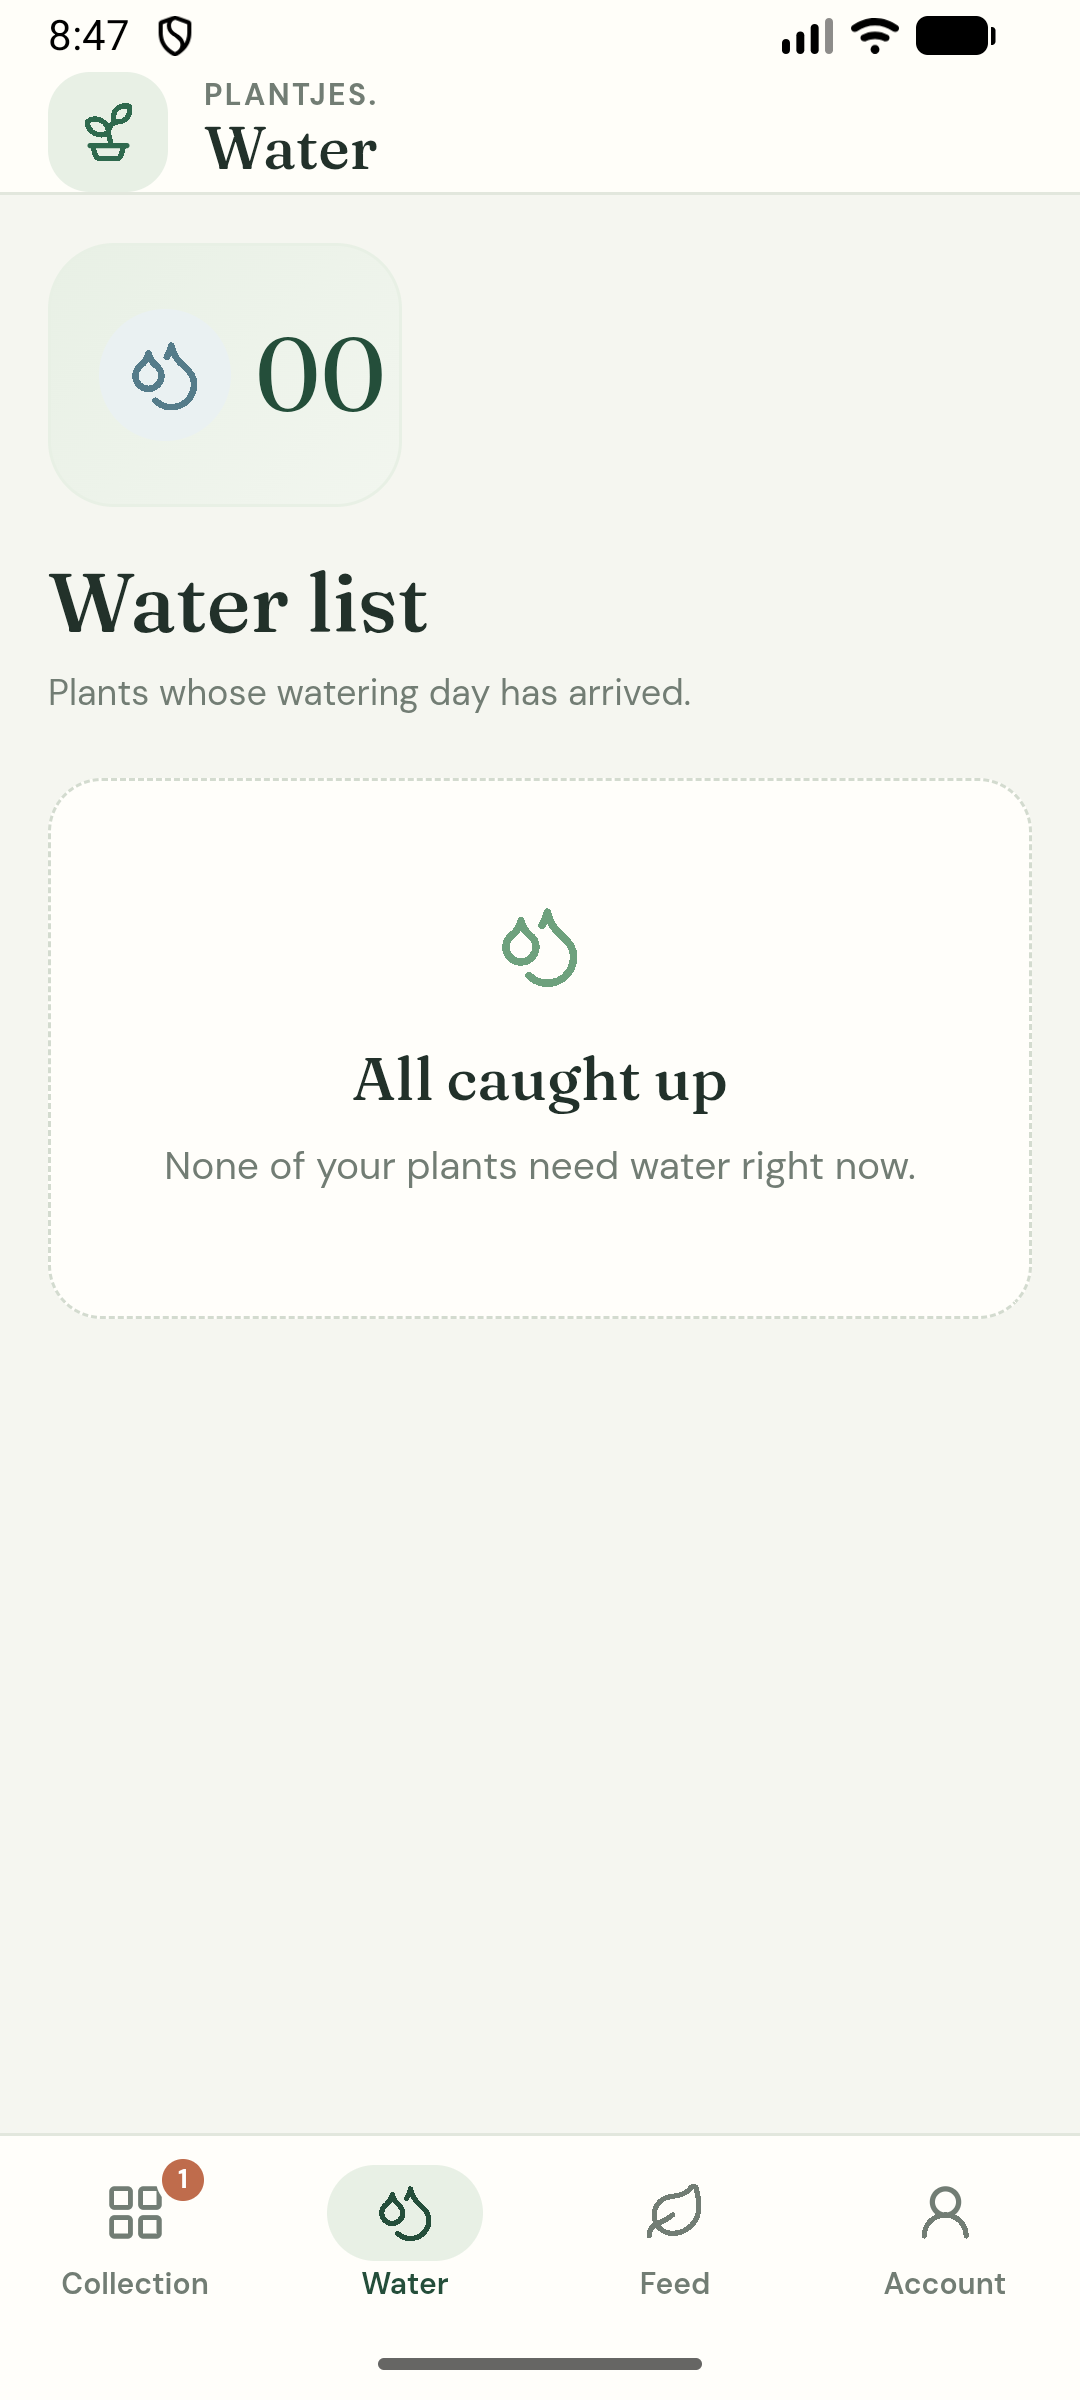 8:47
PLANTJES.
Water
00
Water list
Plants whose watering day has arrived.
All caught up
None of your plants need water right now.
1
Collection
Water
Feed
Account